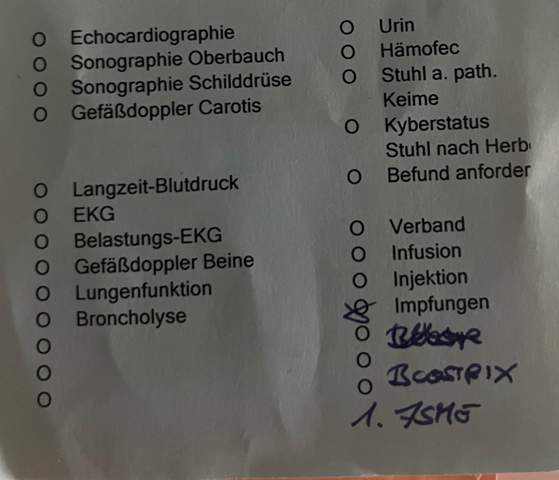 O Echocardiographie
O Sonographie Oberbauch
O Sonographie Schilddrüse
O Gefäßdoppler Carotis
O Langzeit-Blutdruck
O EKG
O Belastungs-EKG
O Gefäßdoppler Beine
O Lungenfunktion
O Broncholyse
O
O
O
O Urin
O Hämofec
O Stuhl a. path.
Keime
O Kyberstatus
Stuhl nach Herb
O Befund anforder
O Verband
O Infusion
O Injektion
O Impfungen
O
O BOOSTRIX
O
1. FSME